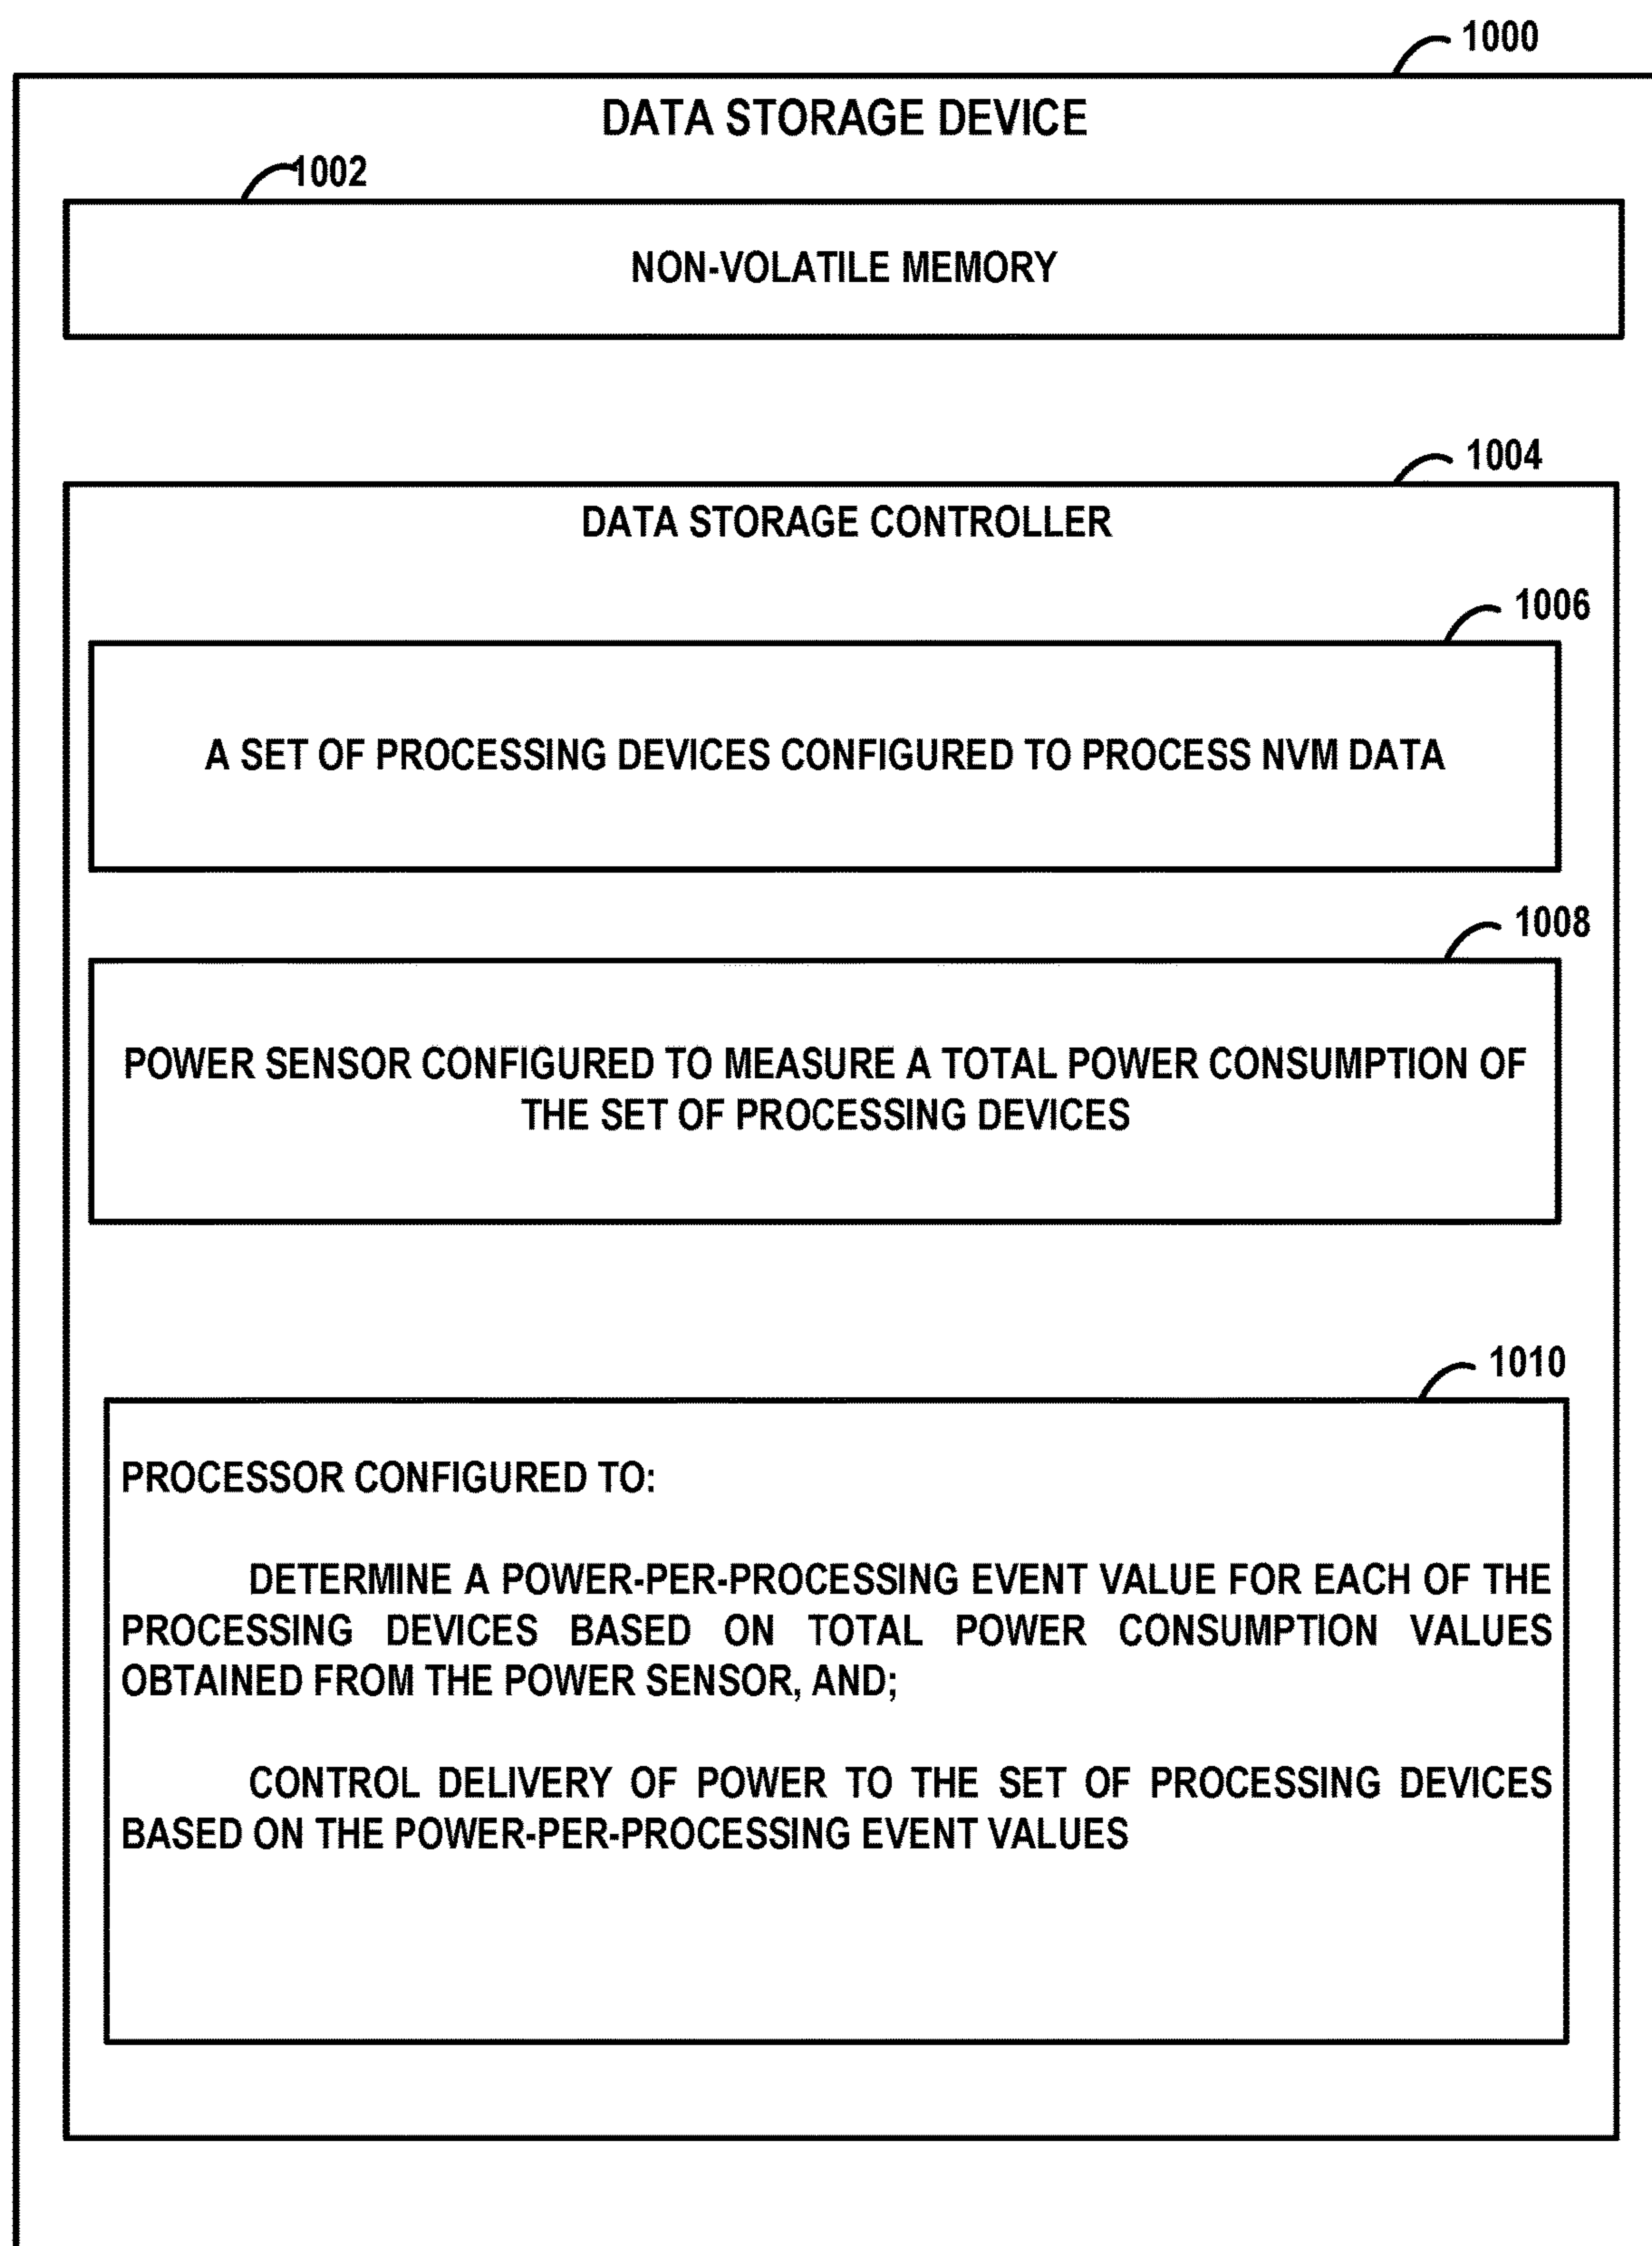 1000
DATA STORAGE DEVICE
1002
NON-VOLATILE MEMORY
1004
DATA STORAGE CONTROLLER
1006
A SET OF PROCESSING DEVICES CONFIGURED TO PROCESS NVM DATA
1008
POWER SENSOR CONFIGURED TO MEASURE A TOTAL POWER CONSUMPTION OF
THE SET OF PROCESSING DEVICES
1010
PROCESSOR CONFIGURED TO:
DETERMINE A POWER-PER-PROCESSING EVENT VALUE FOR EACH OF THE
PROCESSING DEVICES BASED ON TOTAL POWER CONSUMPTION VALUES
OBTAINED FROM THE POWER SENSOR, AND;
CONTROL DELIVERY OF POWER TO THE SET OF PROCESSING DEVICES
BASED ON THE POWER-PER-PROCESSING EVENT VALUES